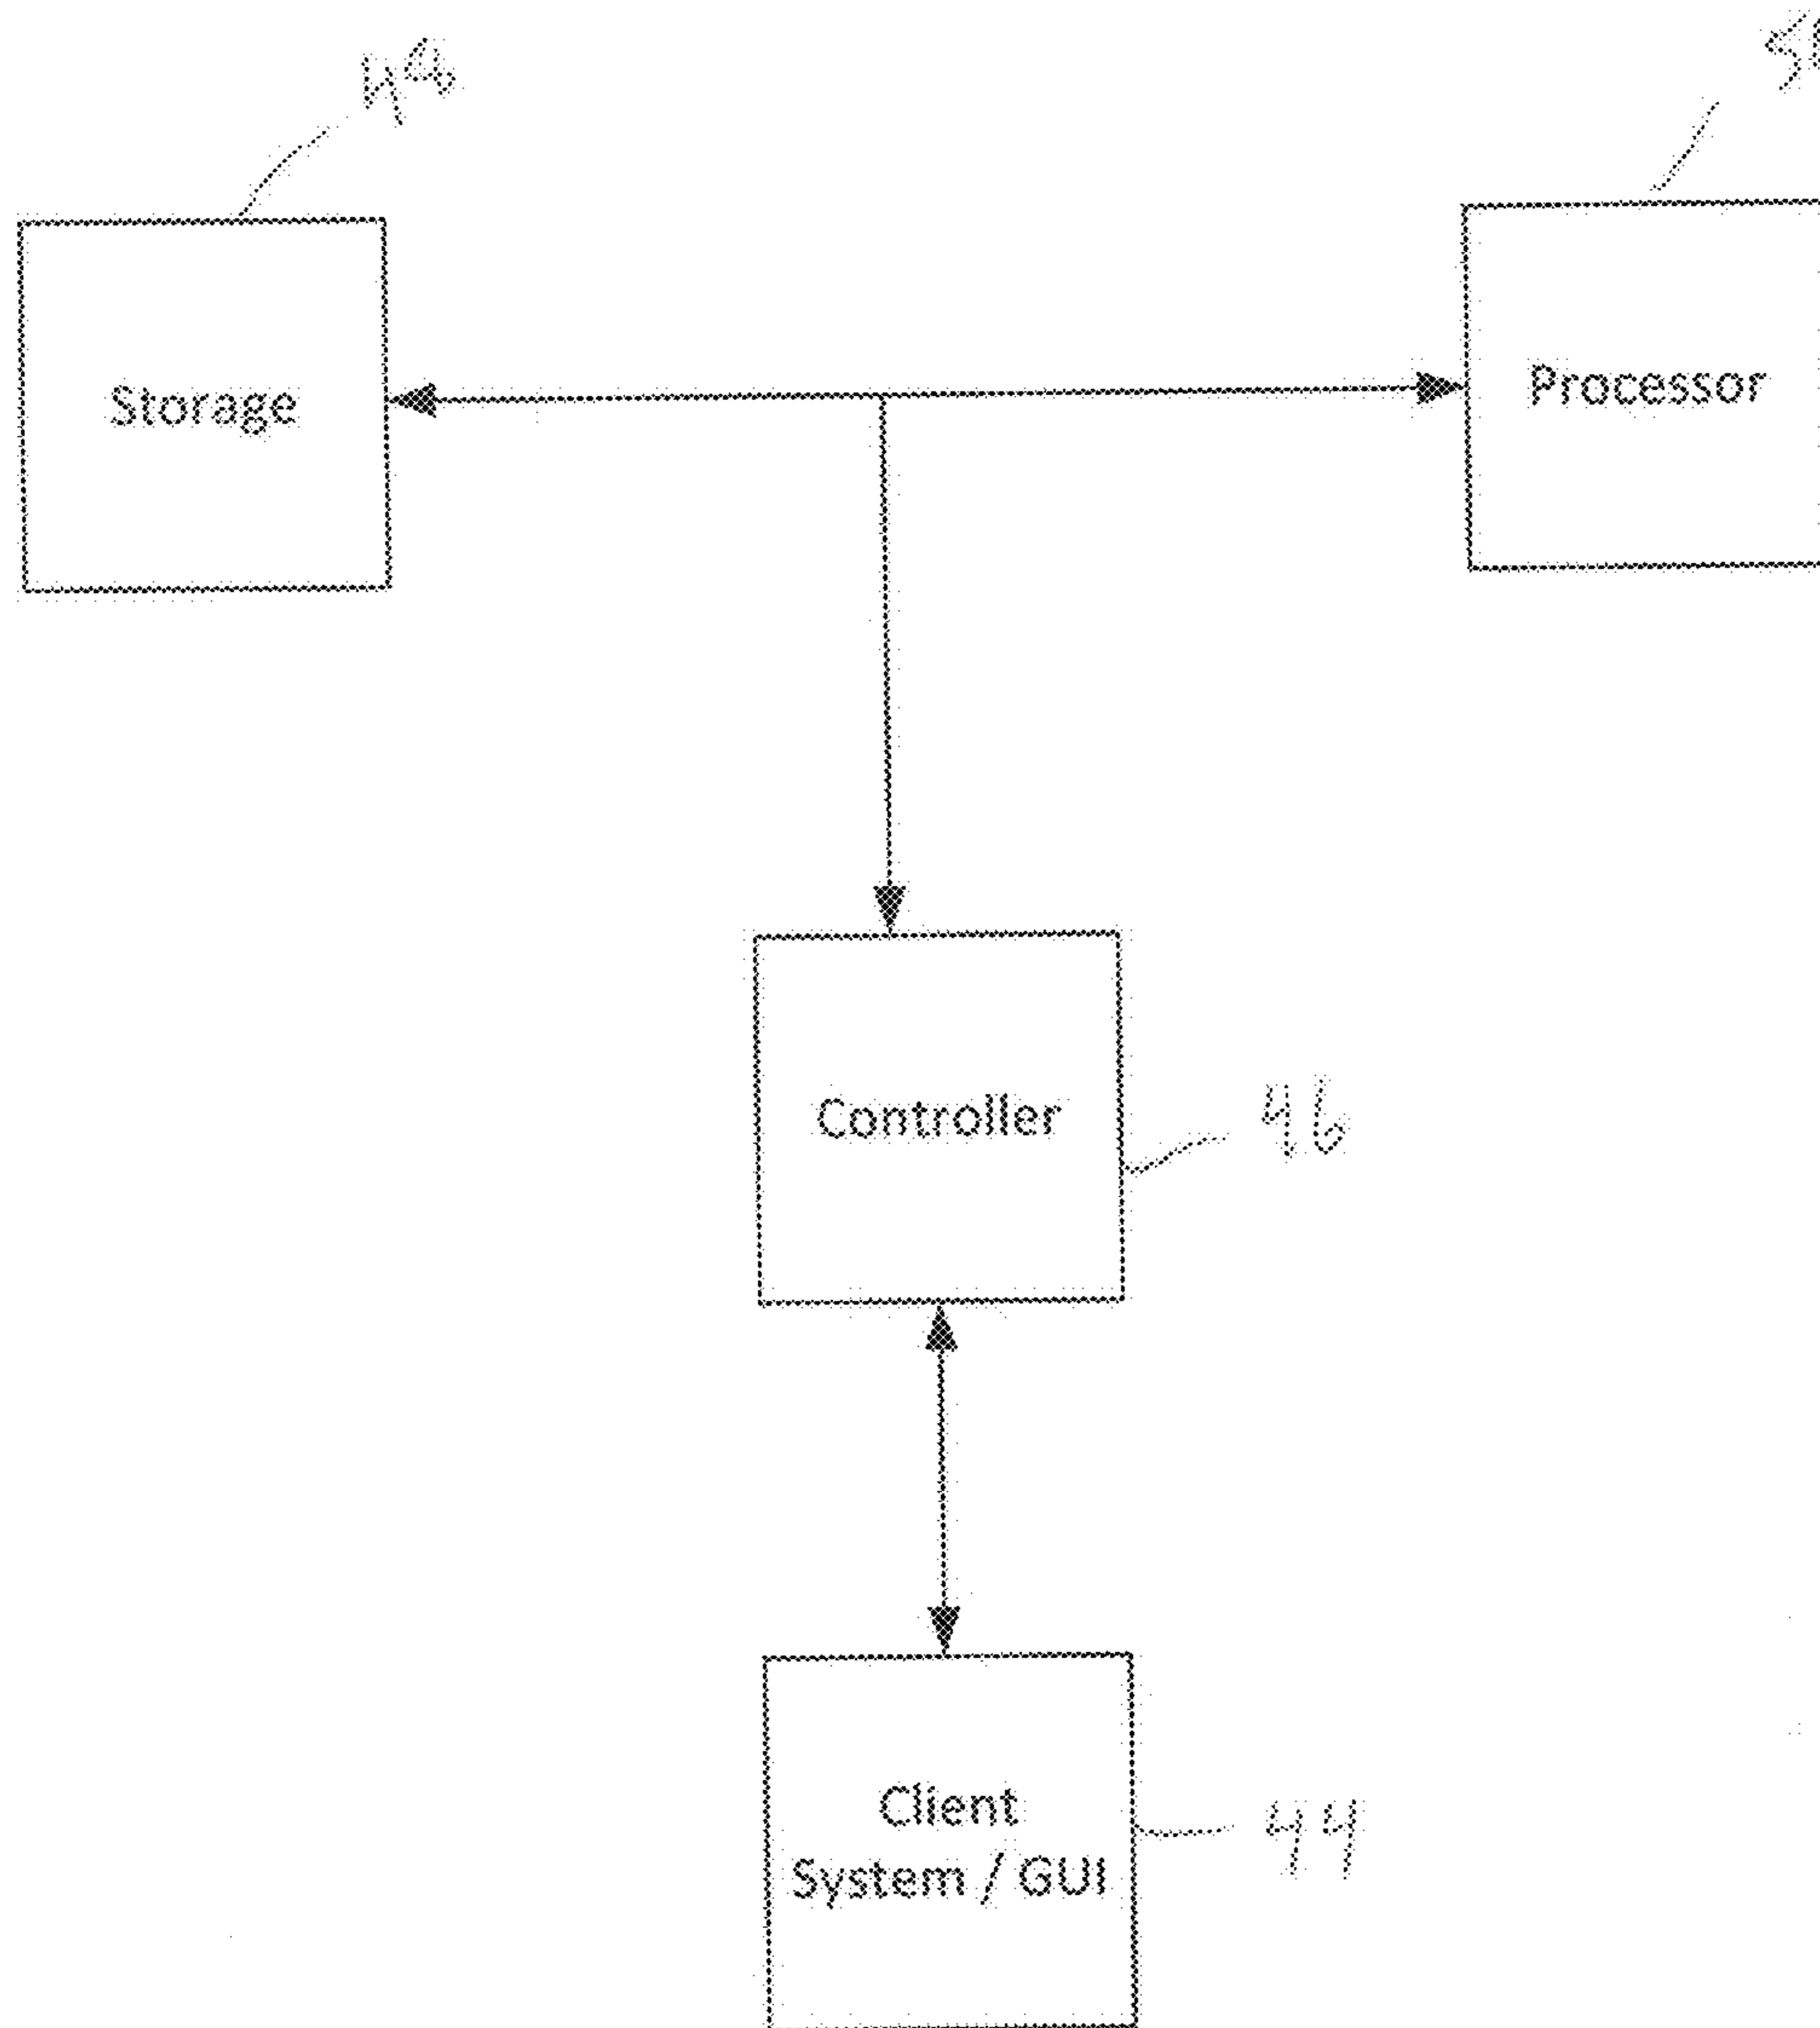 Storage
Processor
Controller
46
Client
System / GUI
44